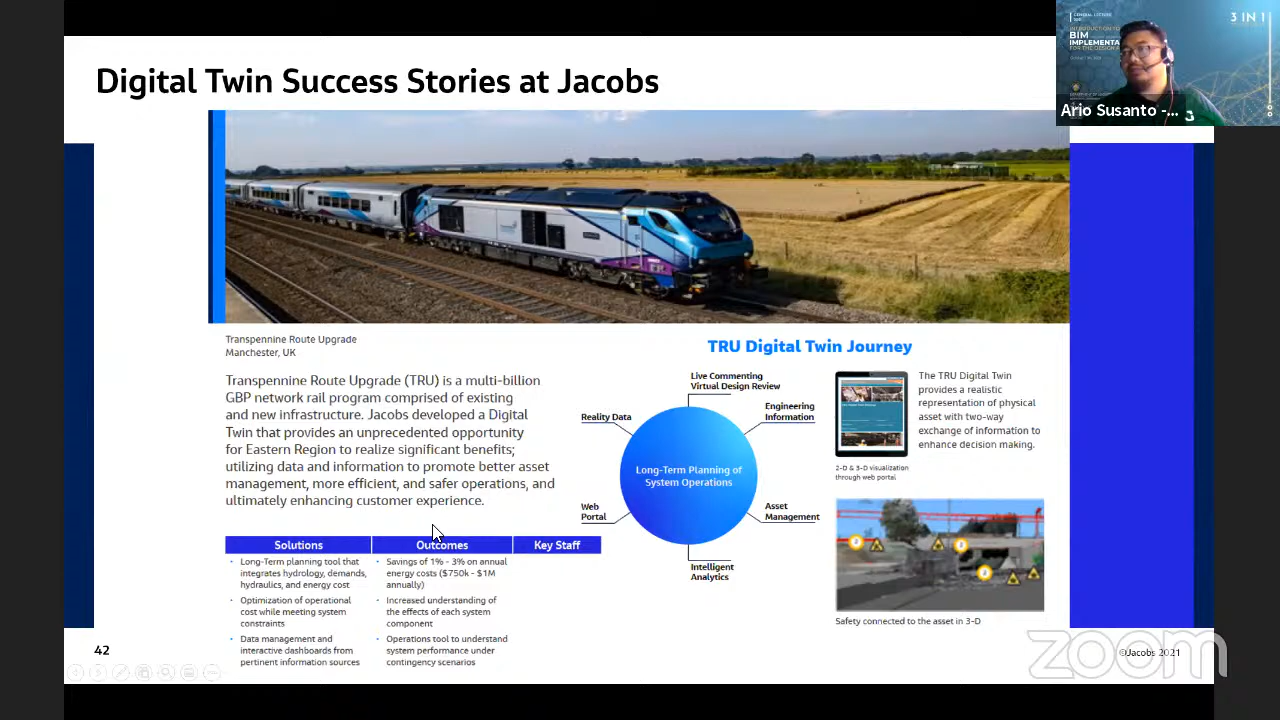 Digital Twin Success Stories at Jacobs
3 IN 1
GENERAL LECTURE
BIM
IMPLEMENTA
Ario Susanto -...
Transpennine Route Upgrade
Manchester, UK
Transpennine Route Upgrade (TRU) is a multi-billion
GBP network rail program comprised of existing
and new infrastructure. Jacobs developed a Digital
Twin that provides an unprecedented opportunity
for Eastern Region to realize significant benefits;
utilizing data and information to promote better asset
management, more efficient, and safer operations, and
ultimately enhancing customer experience.
Solutions
Outcomes
Key Staff
Long-Term planning tool that
integrates hydrology, demands,
hydraulics, and energy cost
Optimization of operational
cost while meeting system
constraints
Data management and
interactive dashboards from
pertinent information sources
Savings of 1% - 3% on annual
energy costs ($750k - $1M
annually)
Increased understanding of
the effects of each system
component
Operations tool to understand
system performance under
contingency scenarios
TRU Digital Twin Journey
Live Commenting
Virtual Design Review
Reality Data
Engineering
Information
Long-Term Planning of
System Operations
Web
Portal
Asset
Management
Intelligent
Analytics
The TRU Digital Twin
provides a realistic
representation of physical
asset with two-way
exchange of information to
enhance decision making.
2-D & 3-D visualization
through web portal
Safety connected to the asset in 3-D
42
©Jacobs 2021
zoom